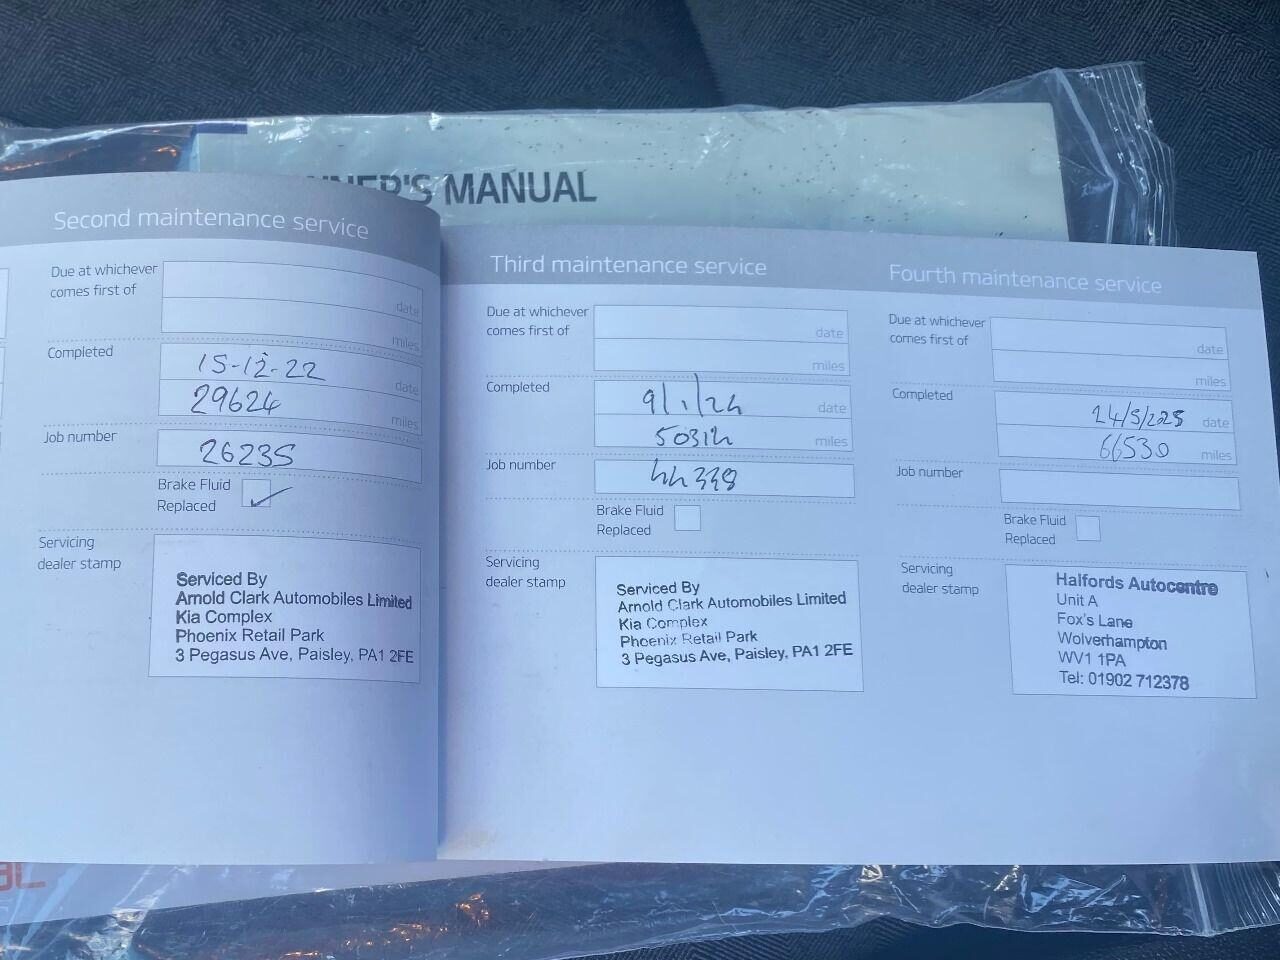 OWNER'S MANUAL
Second maintenance service
Due at whichever
comes first of
date
miles
Completed
15-12-22 date
29624 miles
Job number
26235
Brake Fluid
Replaced
Servicing
dealer stamp
Serviced By
Arnold Clark Automobiles Limited
Kia Complex
Phoenix Retail Park
3 Pegasus Ave, Paisley, PA1 2FE
Third maintenance service
Due at whichever
comes first of
date
miles
Completed
9/1/24 date
50314 miles
Job number
44338
Brake Fluid
Replaced
Servicing
dealer stamp
Serviced By
Arnold Clark Automobiles Limited
Kia Complex
Phoenix Retail Park
3 Pegasus Ave, Paisley, PA1 2FE
Fourth maintenance service
Due at whichever
comes first of
date
miles
Completed
date
66530 miles
Job number
Brake Fluid
Replaced
Servicing
dealer stamp
Halfords Autocentre
Unit A
Fox's Lane
Wolverhampton
WV1 1PA
Tel: 01902 712378